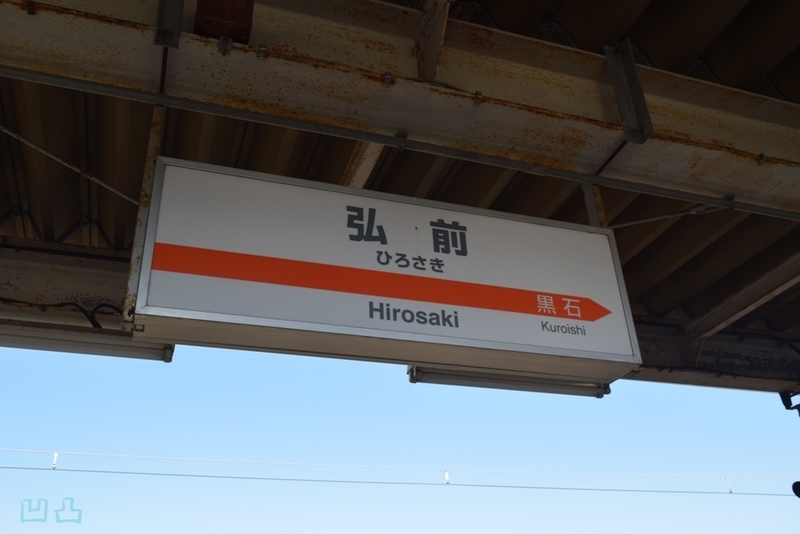 弘前
ひろさき
黒石
Hirosaki
Kuroishi
凹凸